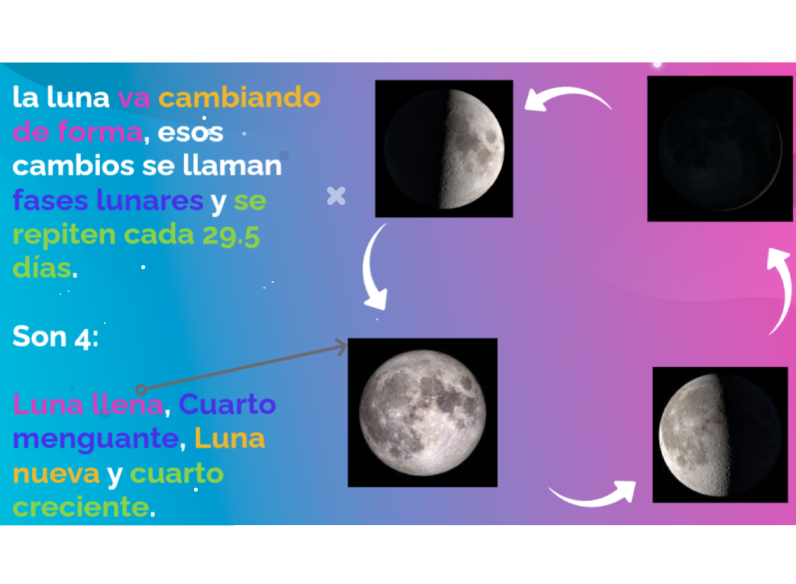 la luna va cambiando
de forma, esos
cambios se llaman
fases lunares y se
repiten cada 29.5
días.
Son 4:
Luna llena, Cuarto
menguante, Luna
nueva y cuarto
creciente.